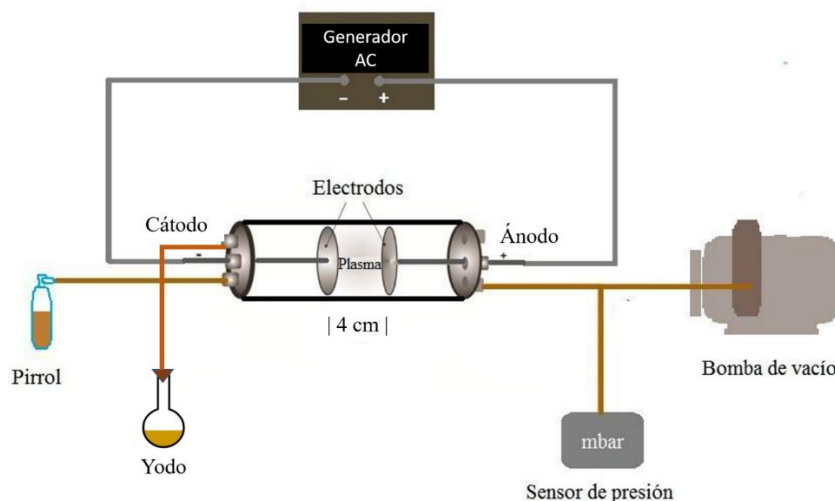 Generador
AC
– +
Electrodos
Cátodo
Ánodo
-
Plasma
+
| 4 cm |
Pirrol
Bomba de vacío
Yodo
mbar
Sensor de presión